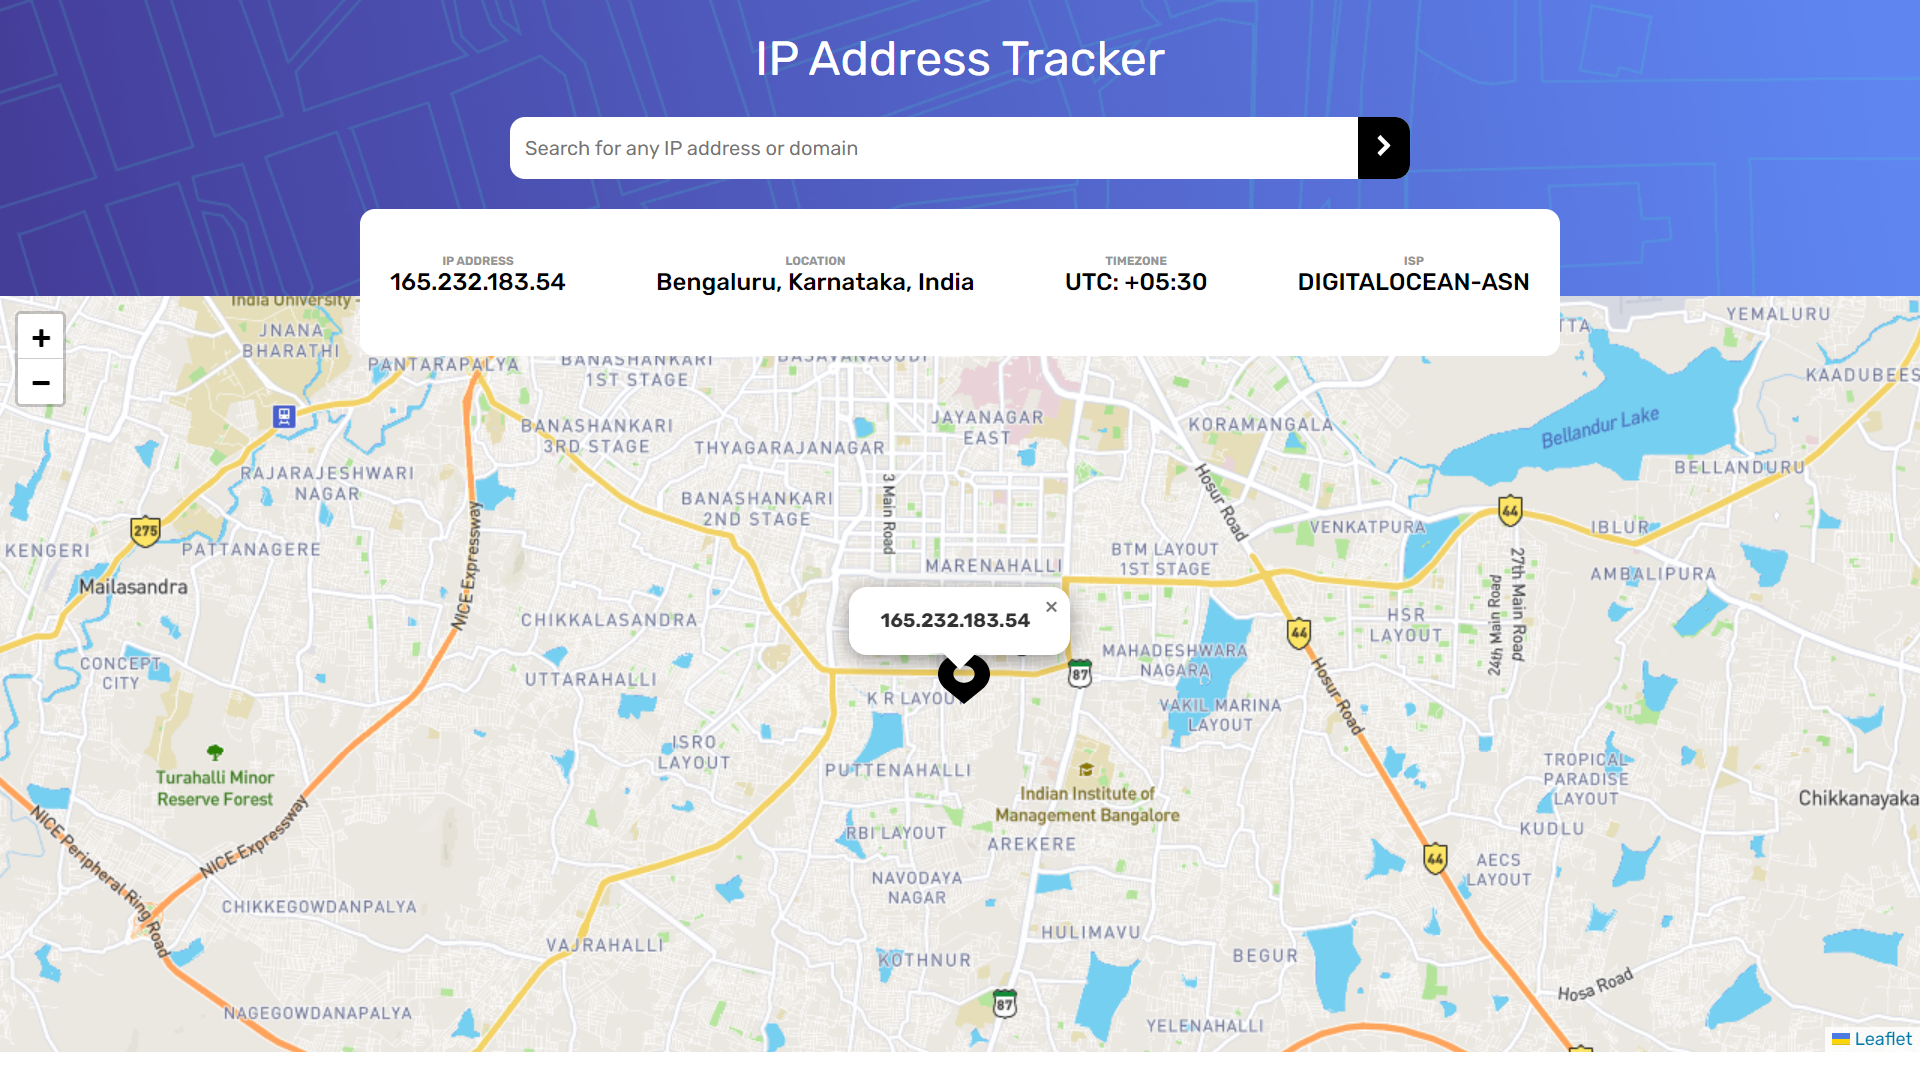 IP Address Tracker
Search for any IP address or domain
IP ADDRESS
165.232.183.54
LOCATION
Bengaluru, Karnataka, India
TIMEZONE
UTC: +05:30
ISP
DIGITALOCEAN-ASN
+
−
India University -
JNANA
BHARATHI
PANTARAPALYA
BANASHANKARI
1ST STAGE
BASAVANAGUDI
YEMALURU
KAADUBEES
BANASHANKARI
3RD STAGE
THYAGARAJANAGAR
JAYANAGAR
EAST
KORAMANGALA
Bellandur Lake
BELLANDURU
RAJARAJESHWARI
NAGAR
BANASHANKARI
2ND STAGE
3 Main Road
Hosur Road
44
275
KENGERI
PATTANAGERE
NICE Expressway
VENKATPURA
IBLUR
BTM LAYOUT
1ST STAGE
MARENAHALLI
AMBALIPURA
Mailasandra
27th Main Road
24th Main Road
HSR
LAYOUT
CHIKKALASANDRA
165.232.183.54
×
44
MAHADESHWARA
NAGARA
87
CONCEPT
CITY
UTTARAHALLI
K R LAYOU
VAKIL MARINA
LAYOUT
Hosur Road
ISRO
LAYOUT
PUTTENAHALLI
TROPICAL
PARADISE
LAYOUT
Turahalli Minor
Reserve Forest
Indian Institute of
Management Bangalore
Chikkanayaka
NICE Peripheral Ring Road
NICE Expressway
RBI LAYOUT
AREKERE
KUDLU
44
AECS
LAYOUT
NAVODAYA
NAGAR
CHIKKEGOWDANPALYA
VAJRAHALLI
HULIMAVU
KOTHNUR
BEGUR
Hosa Road
87
NAGEGOWDANAPALYA
YELENAHALLI
Leaflet